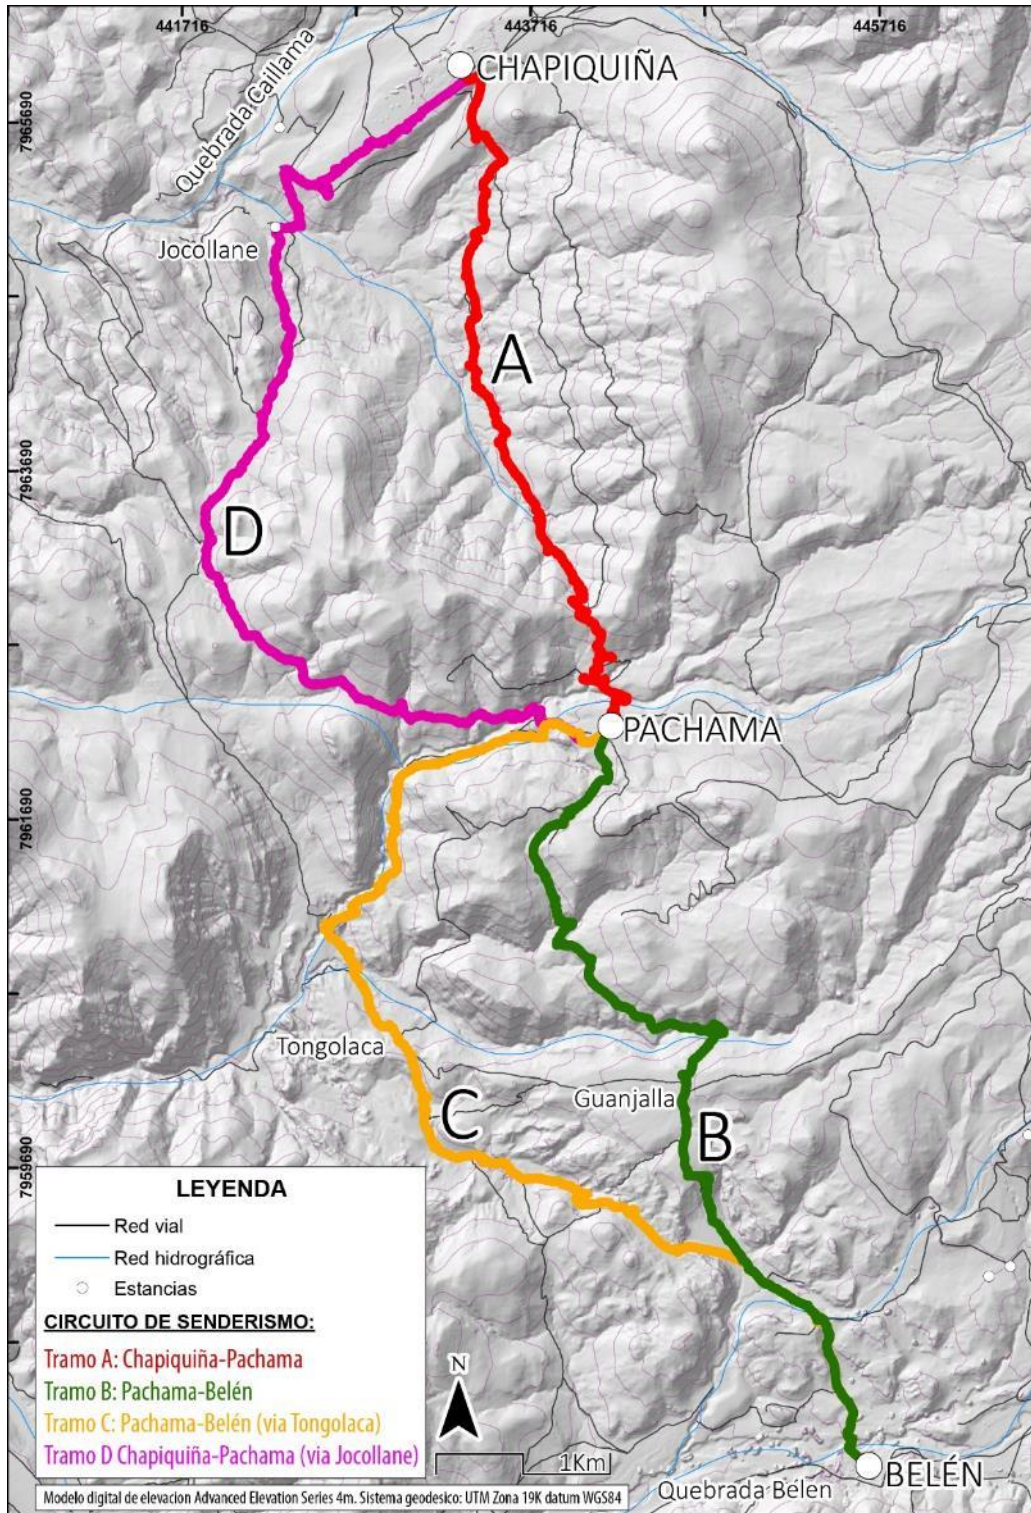 441716
443716
445716
CHAPIQUIÑA
7965690
Quebrada Caillama
Jocollane
A
7963690
D
PACHAMA
7961690
Tongolaca
Guanjalla
C
B
7959690
LEYENDA
Red vial
Red hidrográfica
Estancias
CIRCUITO DE SENDERISMO:
Tramo A: Chapiquiña-Pachama
Tramo B: Pachama-Belén
Tramo C: Pachama-Belén (via Tongolaca)
Tramo D Chapiquiña-Pachama (via Jocollane)
N
1Km
BELÉN
Quebrada Belén
Modelo digital de elevacion Advanced Elevation Series 4m. Sistema geodesico: UTM Zona 19K datum WGS84